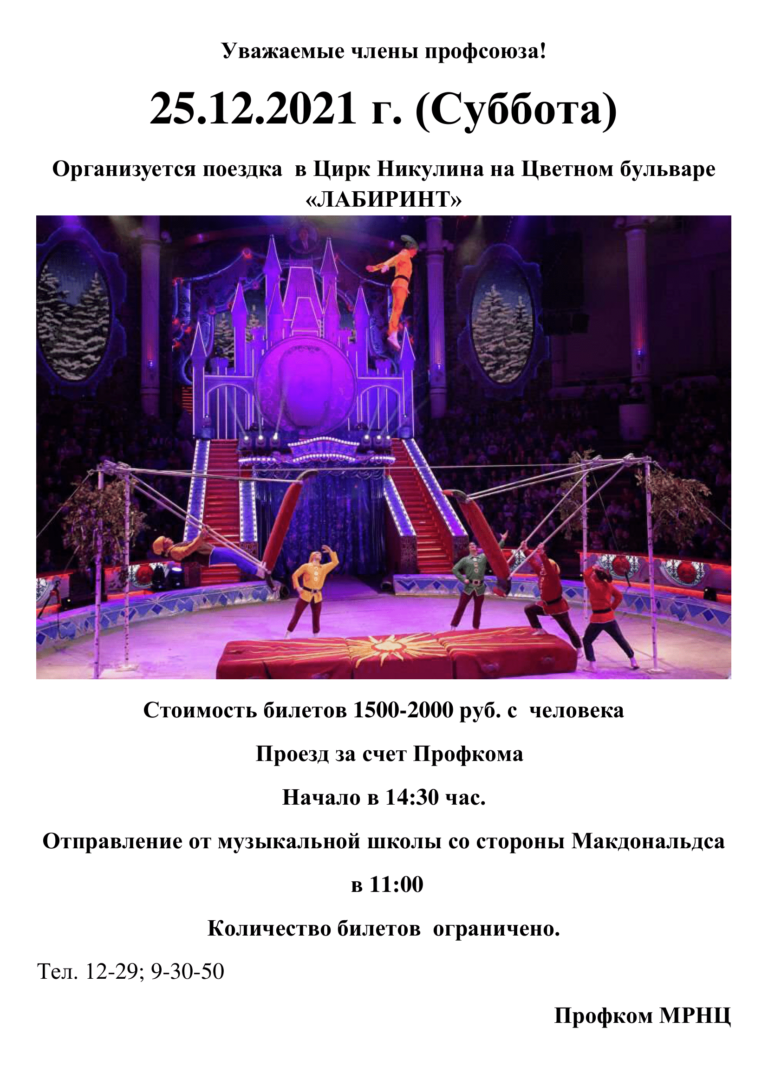 Уважаемые члены профсоюза!
25.12.2021 г. (Суббота)
Организуется поездка  в Цирк Никулина на Цветном бульваре
«ЛАБИРИНТ»
Стоимость билетов 1500-2000 руб. с  человека
Проезд за счет Профкома
Начало в 14:30 час.
Отправление от музыкальной школы со стороны Макдональдса
в 11:00
Количество билетов  ограничено.
Тел. 12-29; 9-30-50
Профком МРНЦ